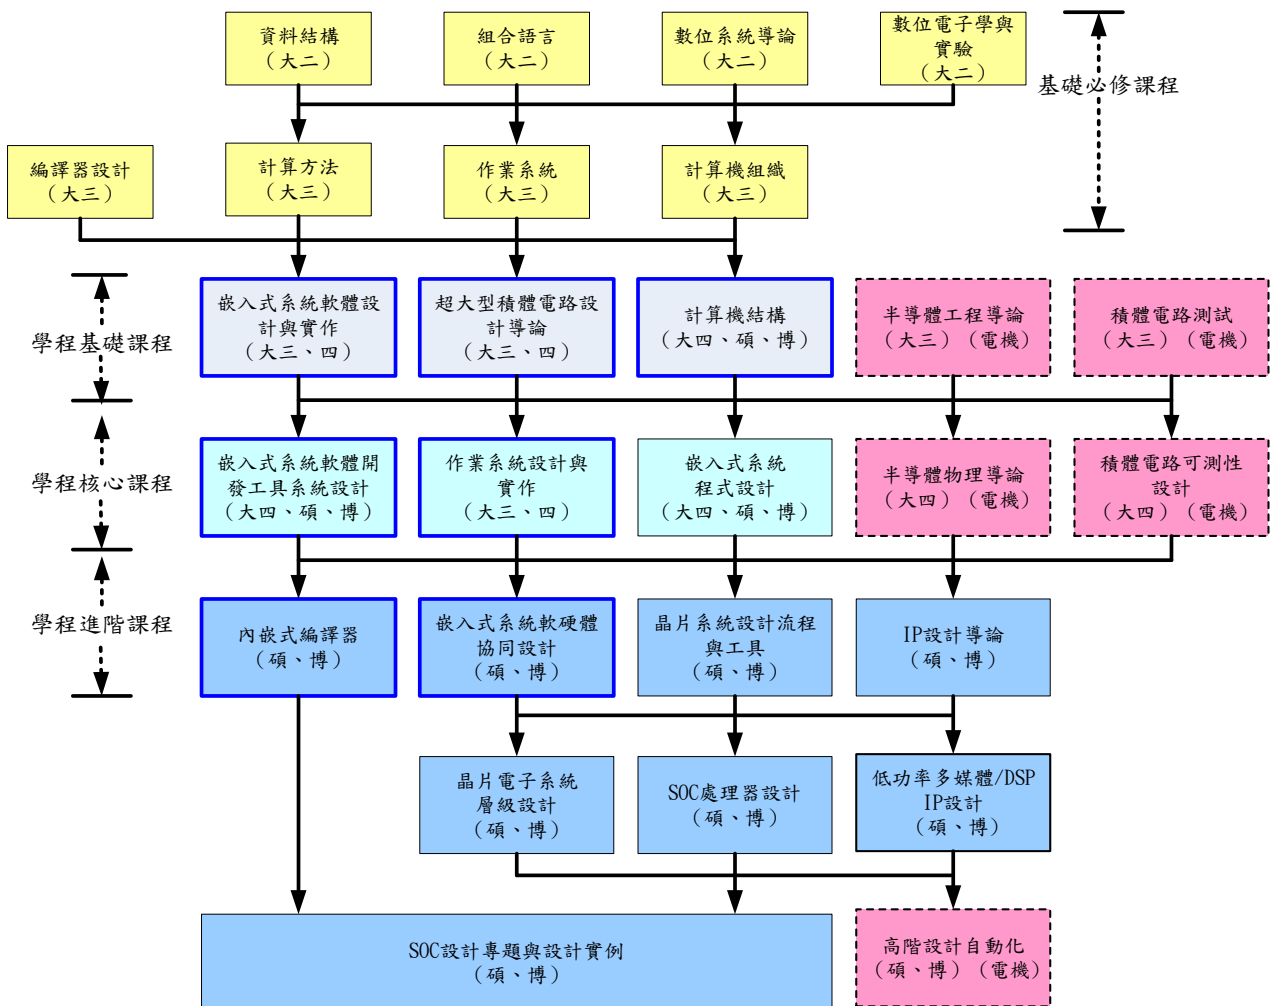 資料結構
（大二）
組合語言
（大二）
數位系統導論
（大二）
數位電子學與
實驗
（大二）
基礎必修課程
編譯器設計
（大三）
計算方法
（大三）
作業系統
（大三）
計算機組織
（大三）
學程基礎課程
嵌入式系統軟體設
計與實作
（大三、四）
超大型積體電路設
計導論
（大三、四）
計算機結構
（大四、碩、博）
半導體工程導論
（大三）（電機）
積體電路測試
（大三）（電機）
學程核心課程
嵌入式系統軟體開
發工具系統設計
（大四、碩、博）
作業系統設計與
實作
（大三、四）
嵌入式系統
程式設計
（大四、碩、博）
半導體物理導論
（大四）（電機）
積體電路可測性
設計
（大四）（電機）
學程進階課程
內嵌式編譯器
（碩、博）
嵌入式系統軟硬體
協同設計
（碩、博）
晶片系統設計流程
與工具
（碩、博）
IP設計導論
（碩、博）
晶片電子系統
層級設計
（碩、博）
SOC處理器設計
（碩、博）
低功率多媒體/DSP
IP設計
（碩、博）
SOC設計專題與設計實例
（碩、博）
高階設計自動化
（碩、博）（電機）